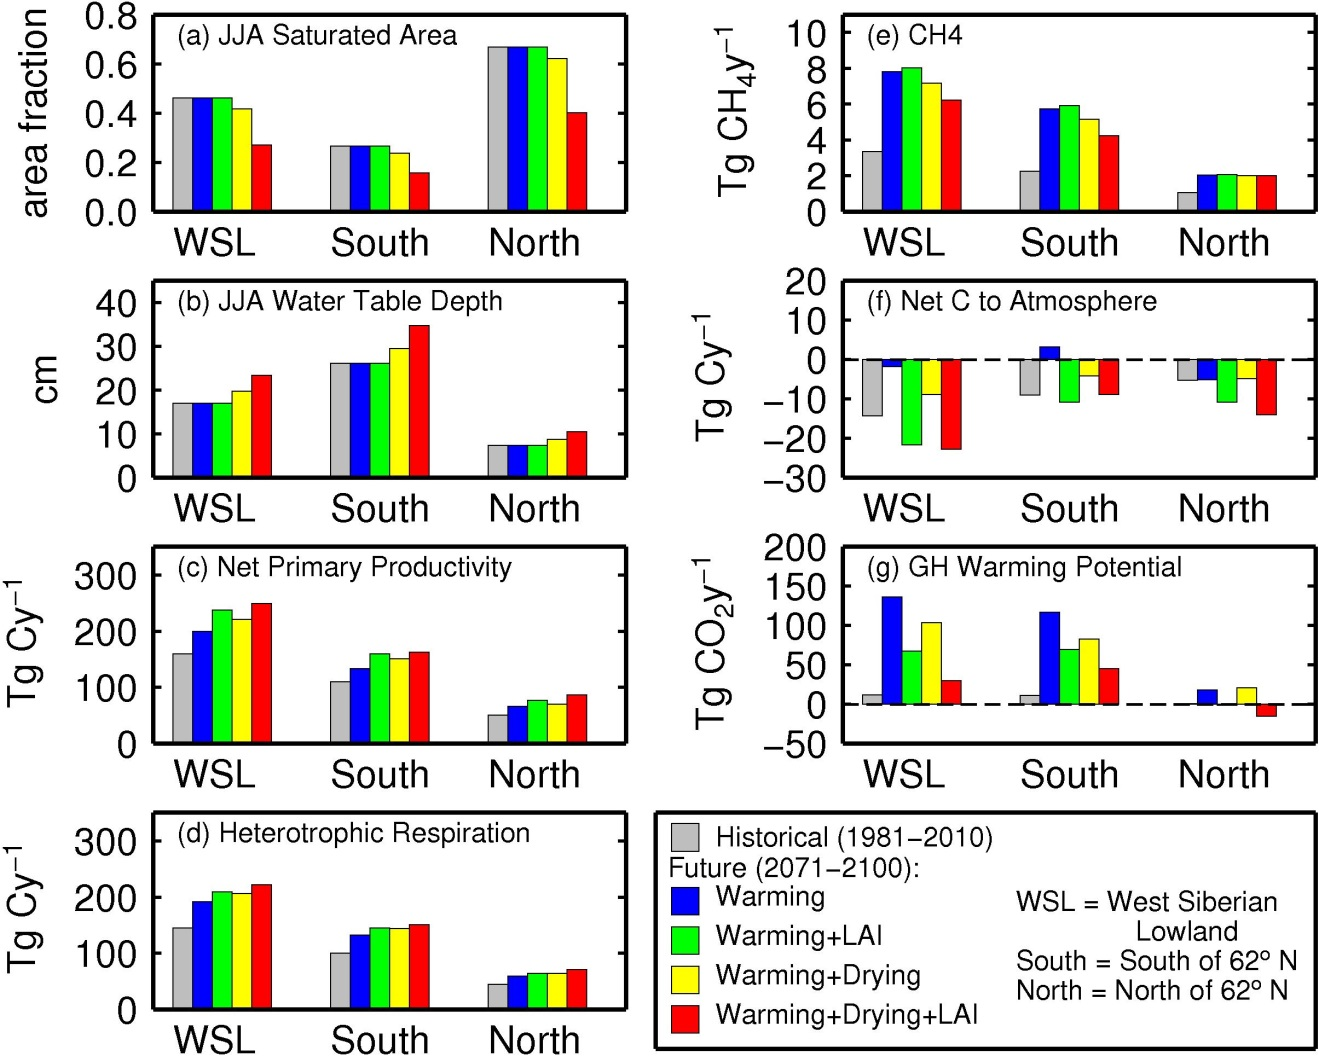 (a) JJA Saturated Area
area fraction
0.8
0.6
0.4
0.2
0.0
WSL South North
(b) JJA Water Table Depth
cm
40
30
20
10
0
WSL South North
(c) Net Primary Productivity
Tg Cy−1
300
200
100
0
WSL South North
(d) Heterotrophic Respiration
Tg Cy−1
300
200
100
0
WSL South North
(e) CH4
Tg CH4y−1
10
8
6
4
2
0
WSL South North
(f) Net C to Atmosphere
Tg Cy−1
20
10
0
−10
−20
−30
WSL South North
(g) GH Warming Potential
Tg CO2y−1
200
150
100
50
0
−50
WSL South North
Historical (1981−2010)
Future (2071−2100):
Warming
Warming+LAI
Warming+Drying
Warming+Drying+LAI
WSL = West Siberian
Lowland
South = South of 62º N
North = North of 62º N